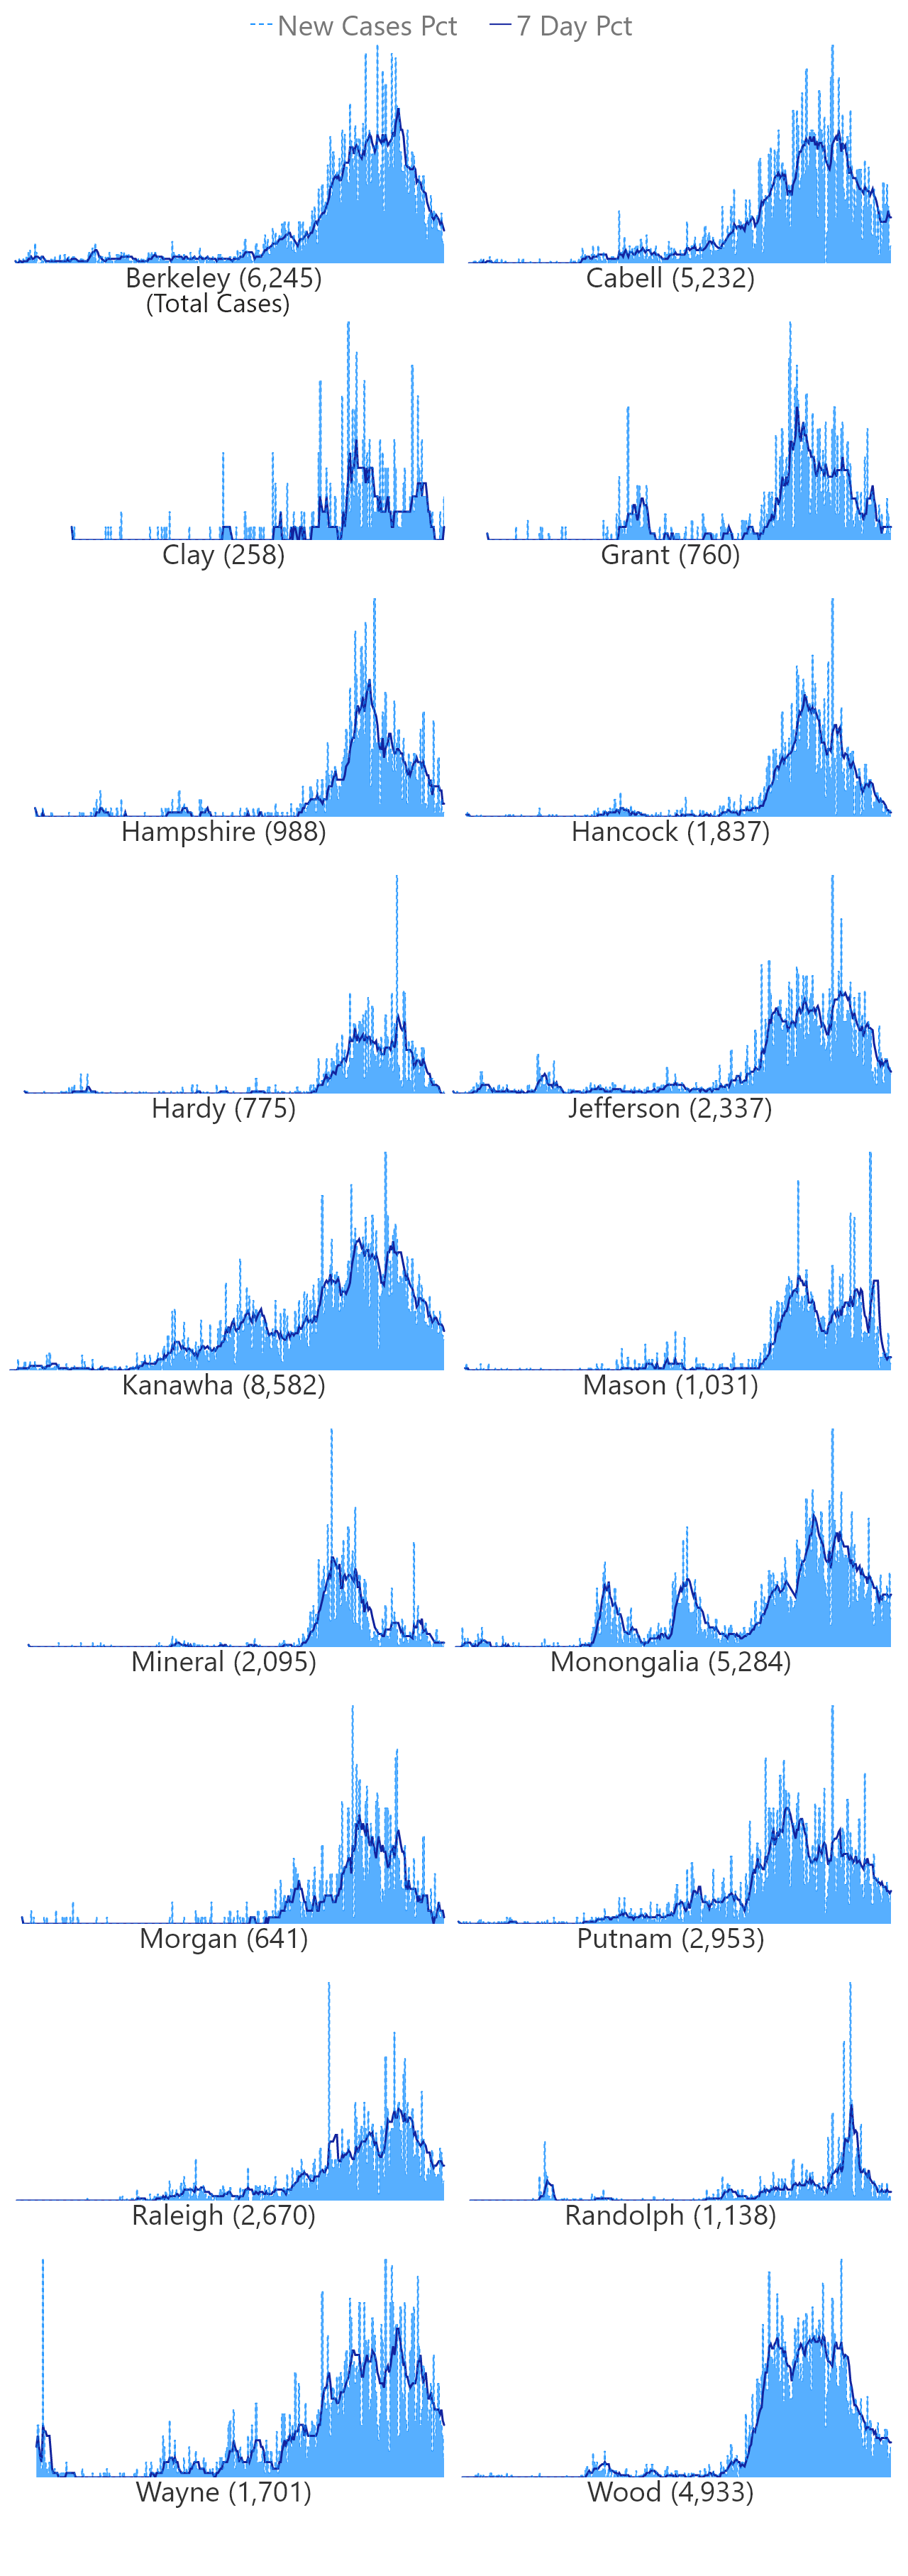 New Cases Pct 7 Day Pct
Berkeley (6,245) Cabell (5,232)
(Total Cases)
Clay (258) Grant (760)
Hampshire (988) Hancock (1,837)
Hardy (775) Jefferson (2,337)
Kanawha (8,582) Mason (1,031)
Mineral (2,095) Monongalia (5,284)
Morgan (641) Putnam (2,953)
Raleigh (2,670) Randolph (1,138)
Wayne (1,701) Wood (4,933)